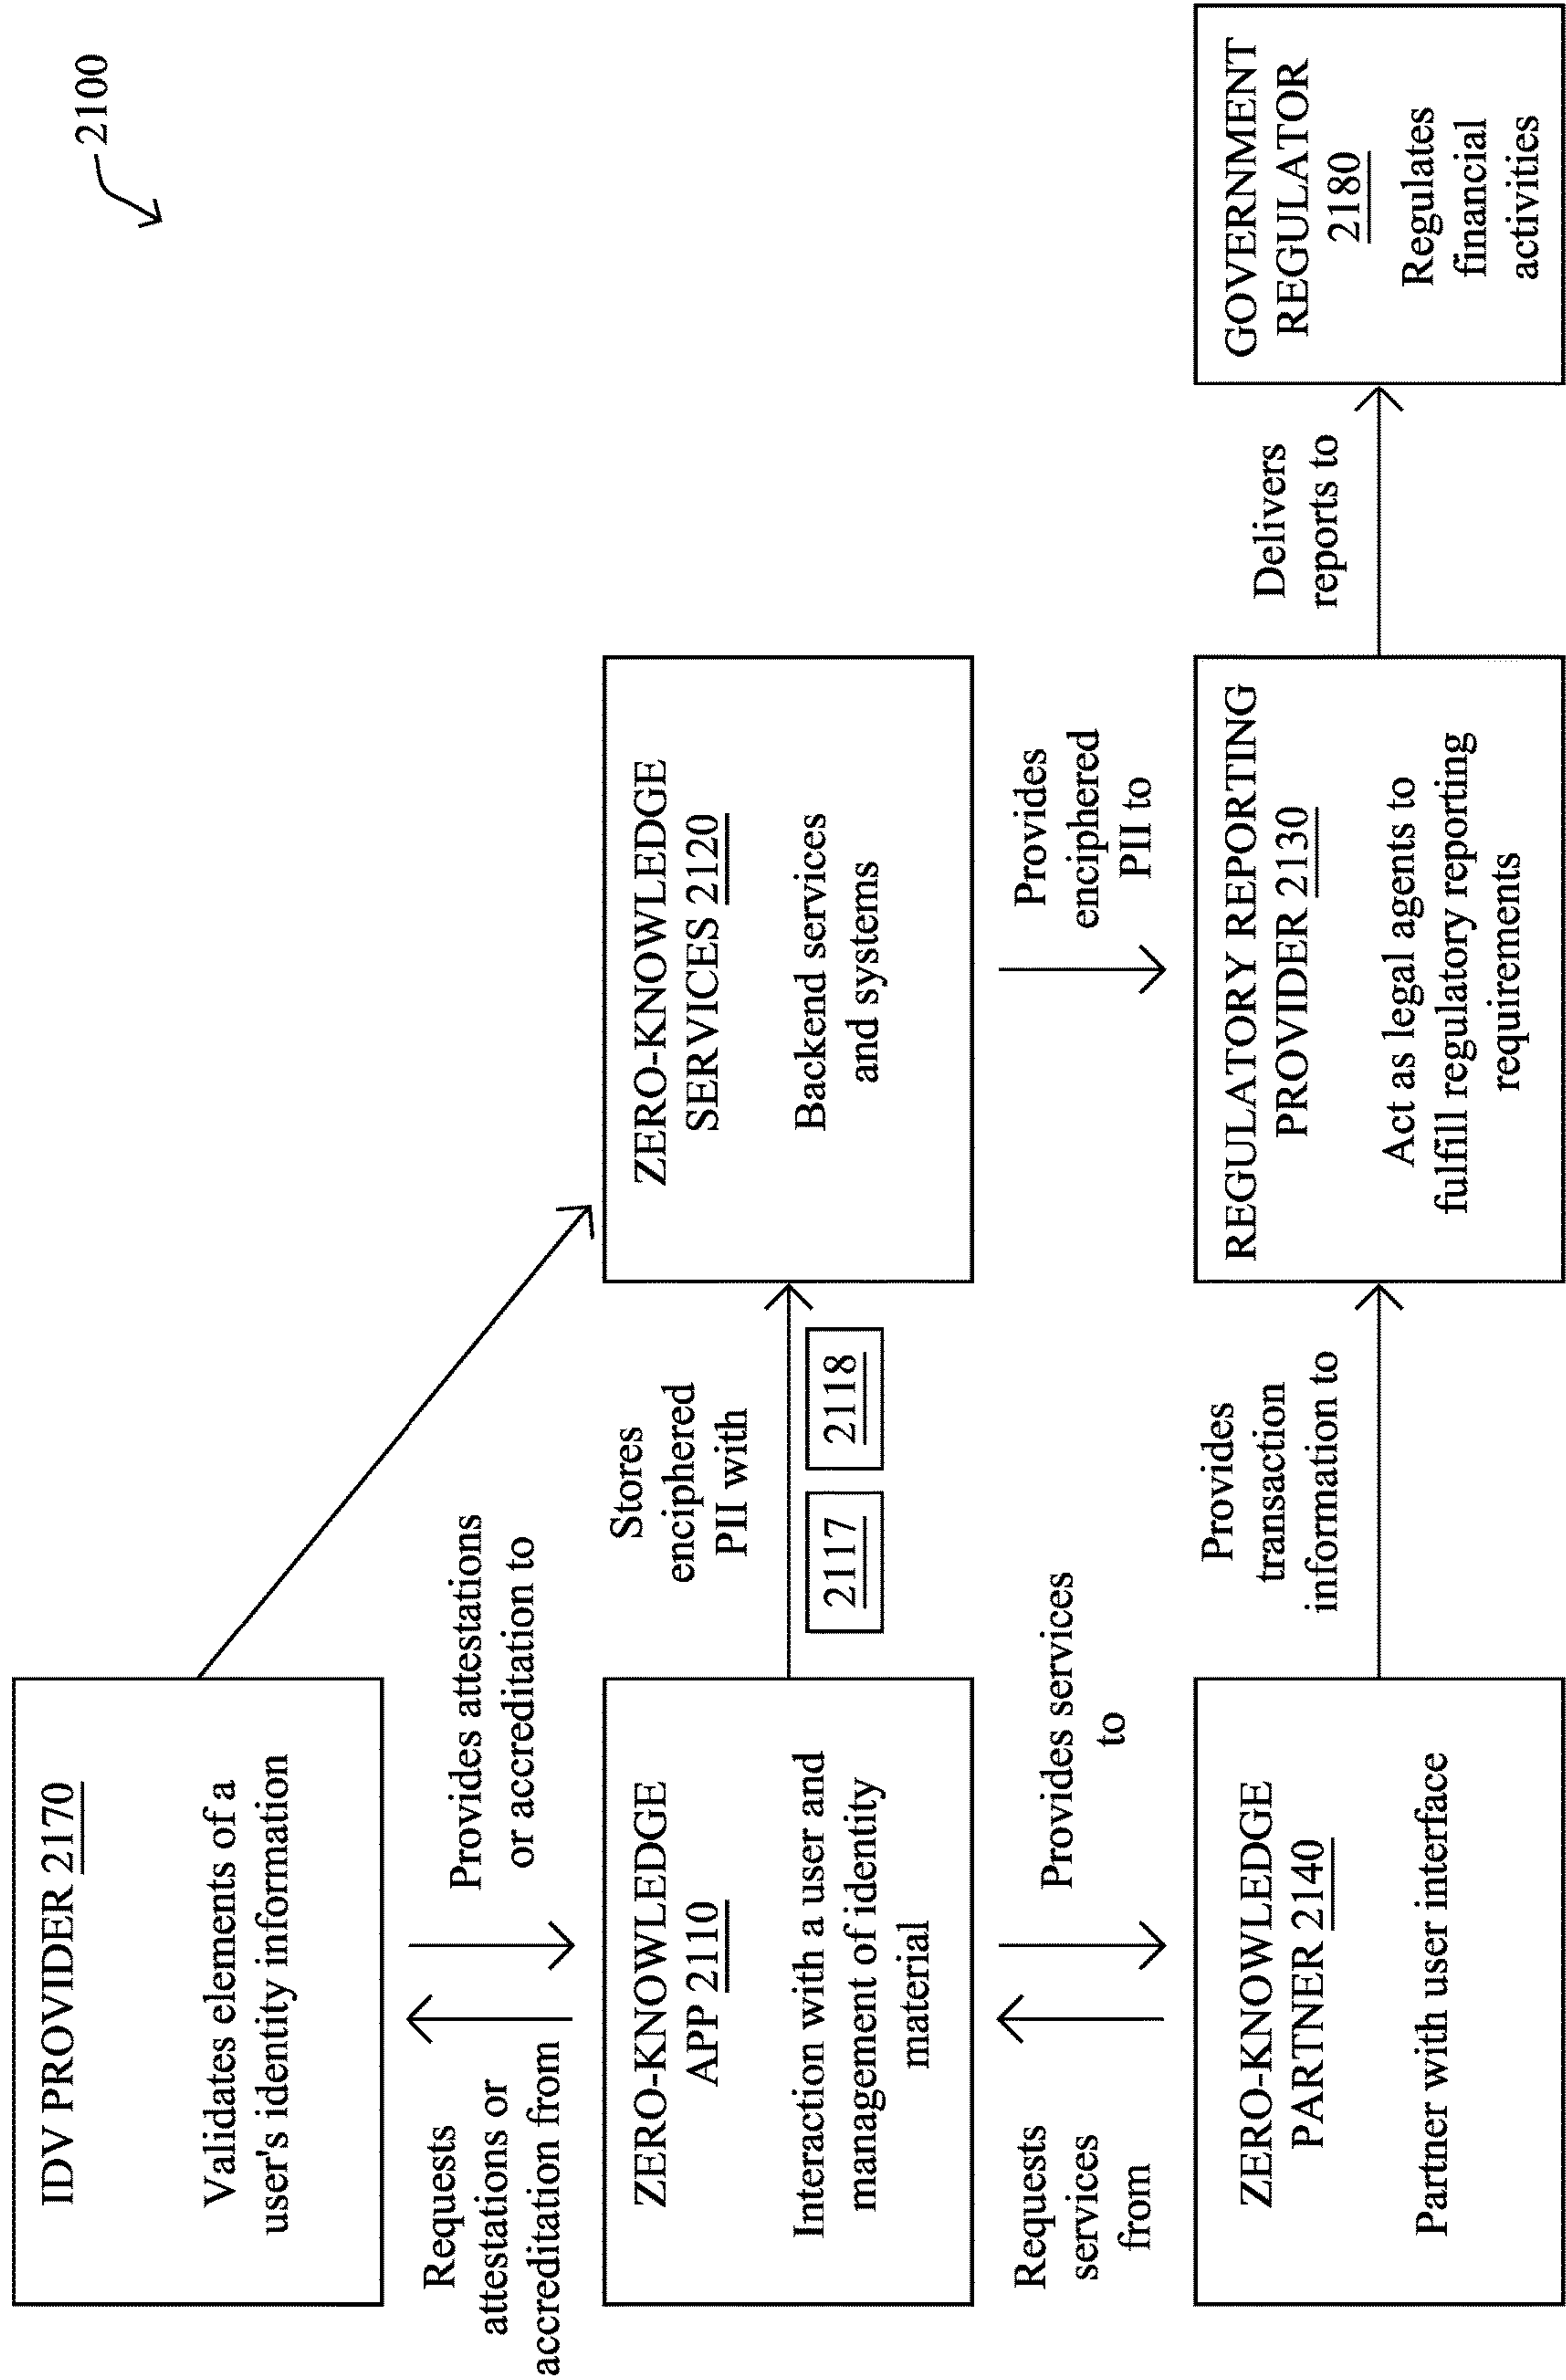 2100
IDV PROVIDER 2170
Validates elements of a
user's identity information
Requests
attestations or
accreditation from
Provides attestations
or accreditation to
ZERO-KNOWLEDGE
APP 2110
Interaction with a user and
management of identity
material
Stores
enciphered
PII with
2117
2118
ZERO-KNOWLEDGE
SERVICES 2120
Backend services
and systems
Requests
services
from
Provides services
to
Provides
enciphered
PII to
ZERO-KNOWLEDGE
PARTNER 2140
Partner with user interface
Provides
transaction
information to
REGULATORY REPORTING
PROVIDER 2130
Act as legal agents to
fulfill regulatory reporting
requirements
Delivers
reports to
GOVERNMENT
REGULATOR
2180
Regulates
financial
activities